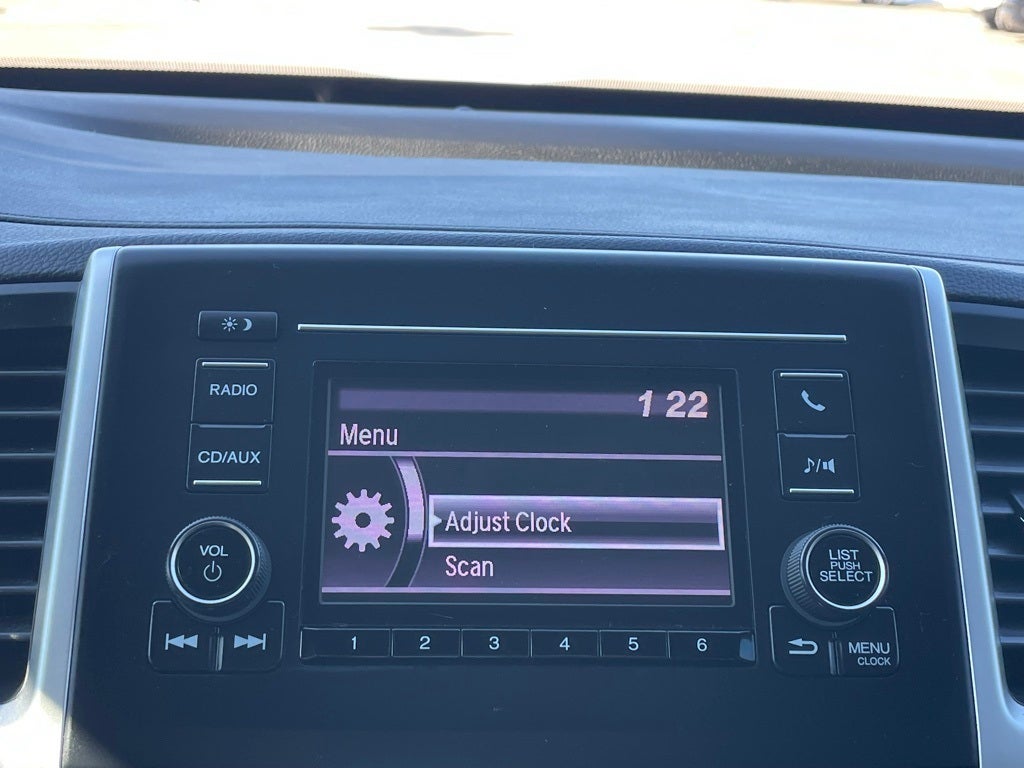 RADIO
CD/AUX
VOL
1 22
Menu
Adjust Clock
Scan
1 2 3 4 5 6
LIST
PUSH
SELECT
MENU
CLOCK